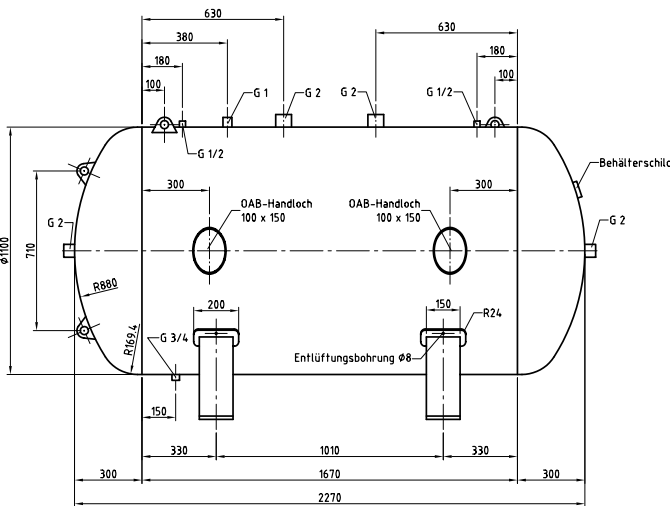 630
380
630
180
180
100
100
G 1
G 2
G 2
G 1/2
G 1/2
300
300
Behälterschilc
OAB-Handloch
100 x 150
OAB-Handloch
100 x 150
G 2
G 2
Ø1100
710
R880
200
150
R24
R169.4
G 3/4
Entlüftungsbohrung Ø8
150
330
1010
330
300
1670
300
2270